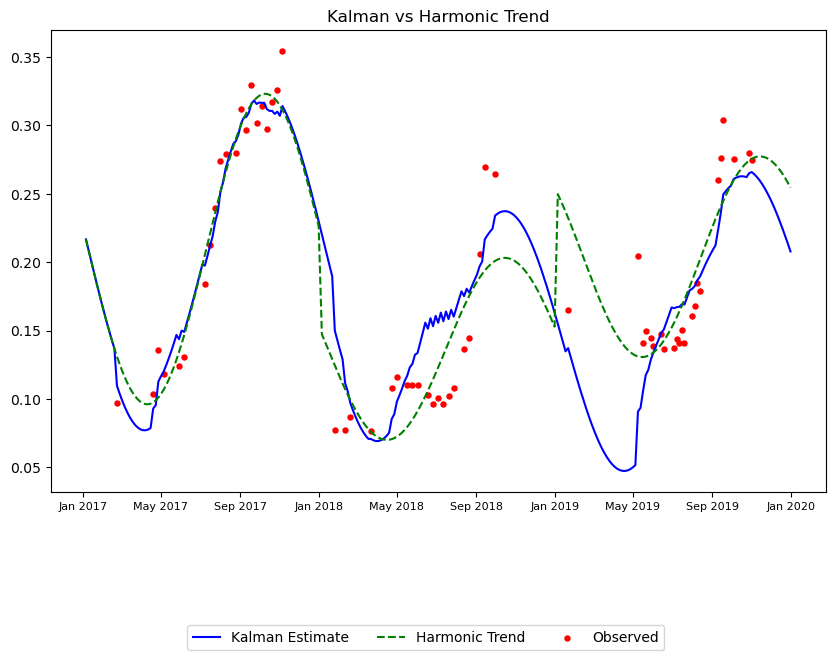 Kalman vs Harmonic Trend
0.35
0.30
0.25
0.20
0.15
0.10
0.05
Jan 2017 May 2017 Sep 2017 Jan 2018 May 2018 Sep 2018 Jan 2019 May 2019 Sep 2019 Jan 2020
Kalman Estimate Harmonic Trend Observed